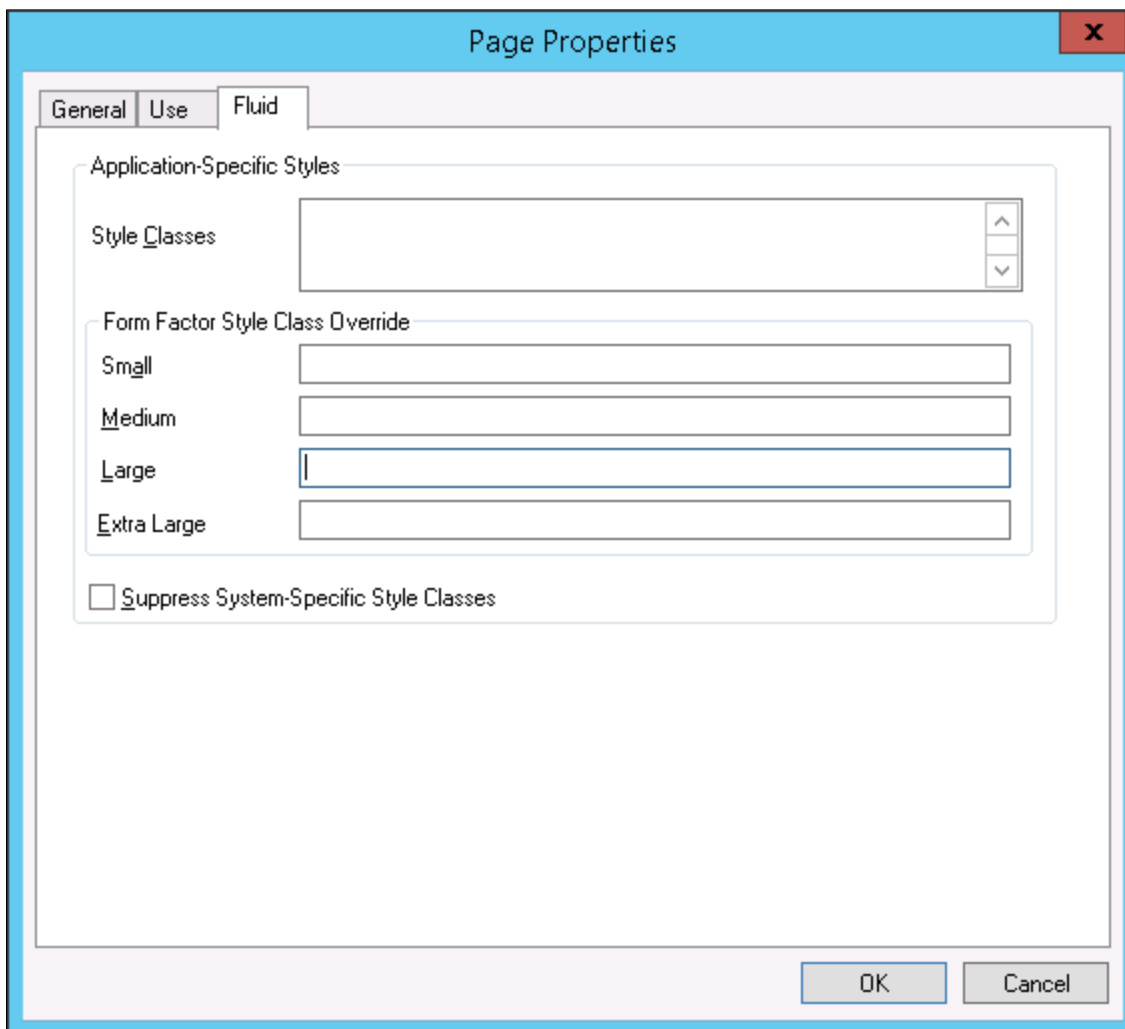 Page Properties
x
General Use Fluid
Application-Specific Styles
Style Classes
Form Factor Style Class Override
Small
Medium
Large
Extra Large
Suppress System-Specific Style Classes
OK Cancel